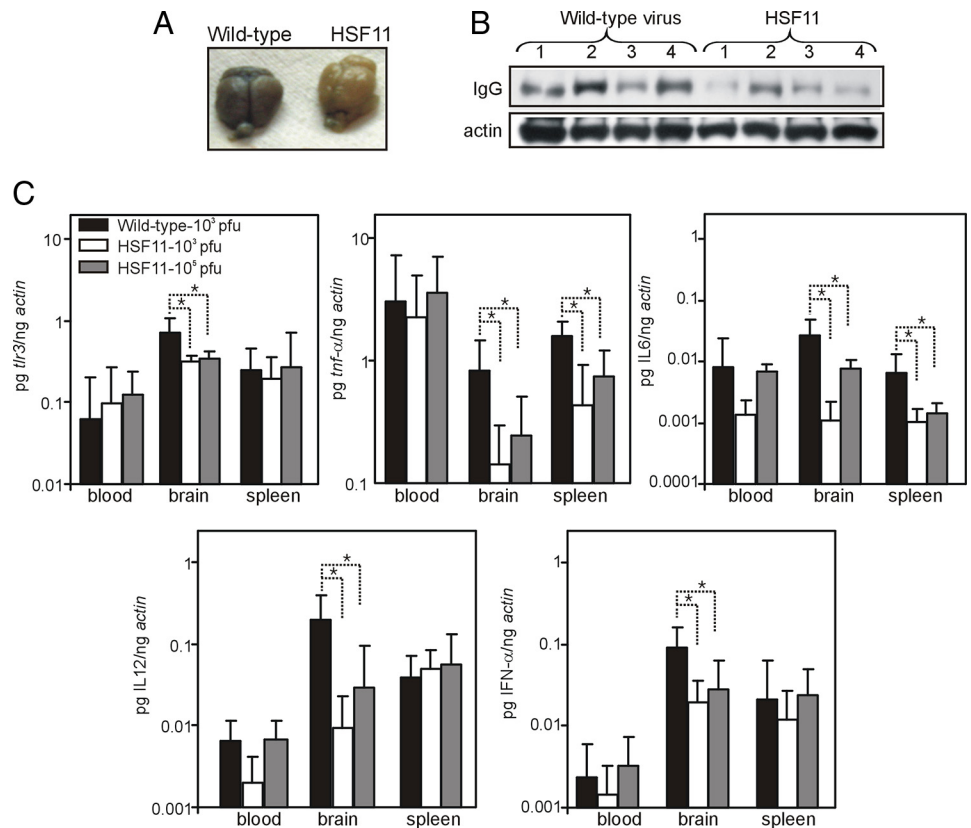 A
Wild-type HSF11
B
Wild-type virus HSF11
1 2 3 4 1 2 3 4
IgG
actin
C
Wild-type-10³ pfu
HSF11-10³ pfu
HSF11-10⁵ pfu
pg tlr3/ng actin
10
1
0.1
0.01
* *
blood brain spleen
pg tnf-α/ng actin
10
1
0.1
* *
* *
blood brain spleen
pg IL6/ng actin
1
0.1
0.01
0.001
0.0001
* *
* *
blood brain spleen
pg IL12/ng actin
1
0.1
0.01
0.001
* *
blood brain spleen
pg IFN-α/ng actin
1
0.1
0.01
0.001
* *
blood brain spleen